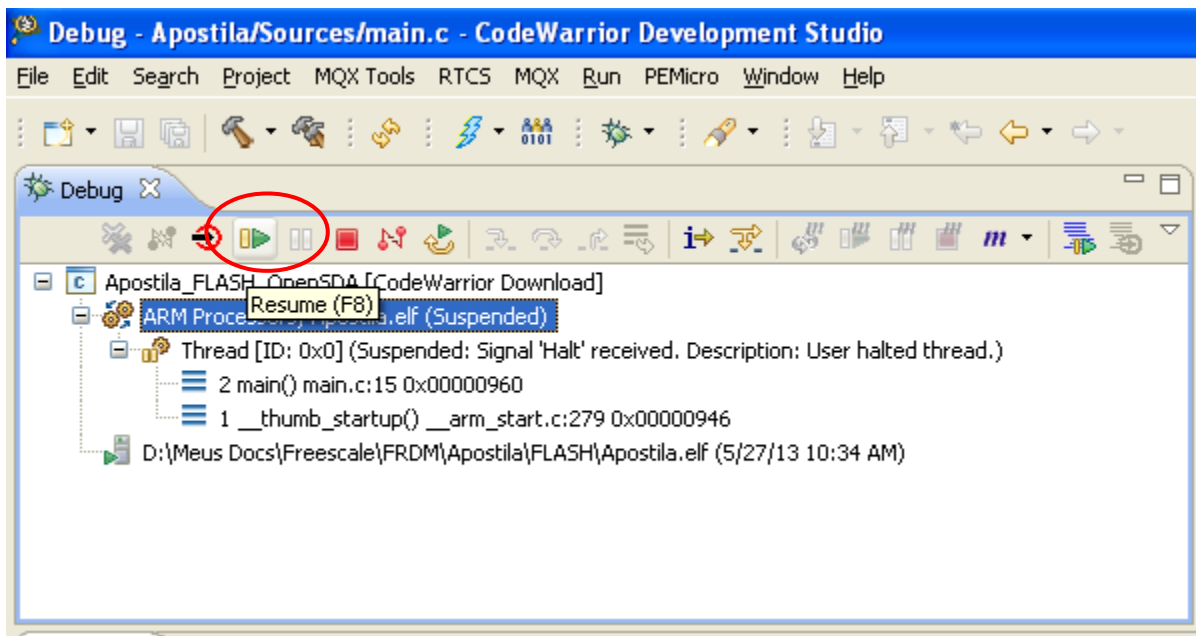 Debug - Apostila/Sources/main.c - CodeWarrior Development Studio
File Edit Search Project MQX Tools RTCS MQX Run PEMicro Window Help
0101
Debug
i m
c Apostila_FLASH_OpenSDA [CodeWarrior Download]
Resume (F8)
ARM Processors, Apostila.elf (Suspended)
Thread [ID: 0x0] (Suspended: Signal 'Halt' received. Description: User halted thread.)
2 main() main.c:15 0x00000960
1 __thumb_startup() __arm_start.c:279 0x00000946
D:\Meus Docs\Freescale\FRDM\Apostila\FLASH\Apostila.elf (5/27/13 10:34 AM)